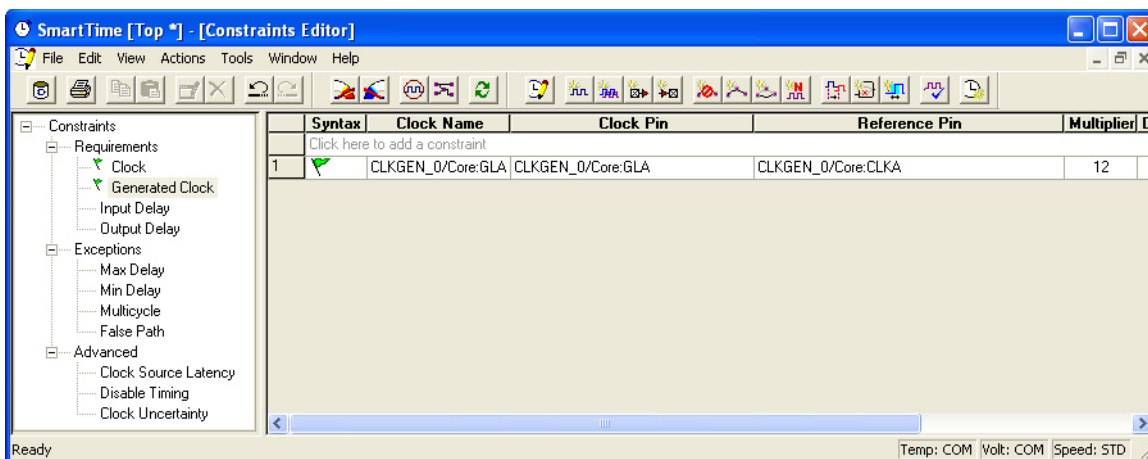 SmartTime [Top *] - [Constraints Editor]
File Edit View Actions Tools Window Help
Constraints
Requirements
Clock
Generated Clock
Input Delay
Output Delay
Exceptions
Max Delay
Min Delay
Multicycle
False Path
Advanced
Clock Source Latency
Disable Timing
Clock Uncertainty
Syntax Clock Name Clock Pin Reference Pin Multiplier
Click here to add a constraint
1 CLKGEN_0/Core:GLA CLKGEN_0/Core:GLA CLKGEN_0/Core:CLKA 12
Ready Temp: COM Volt: COM Speed: STD